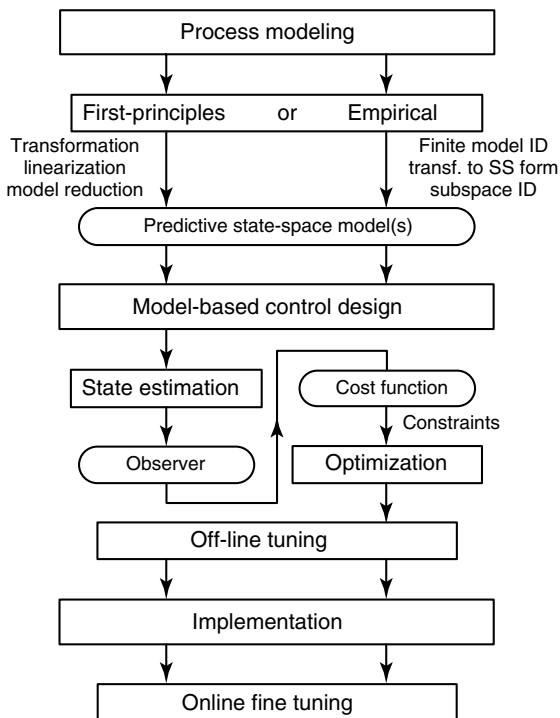 Process modeling
First-principles or Empirical
Transformation
linearization
model reduction
Finite model ID
transf. to SS form
subspace ID
Predictive state-space model(s)
Model-based control design
State estimation
Cost function
Constraints
Observer
Optimization
Off-line tuning
Implementation
Online fine tuning